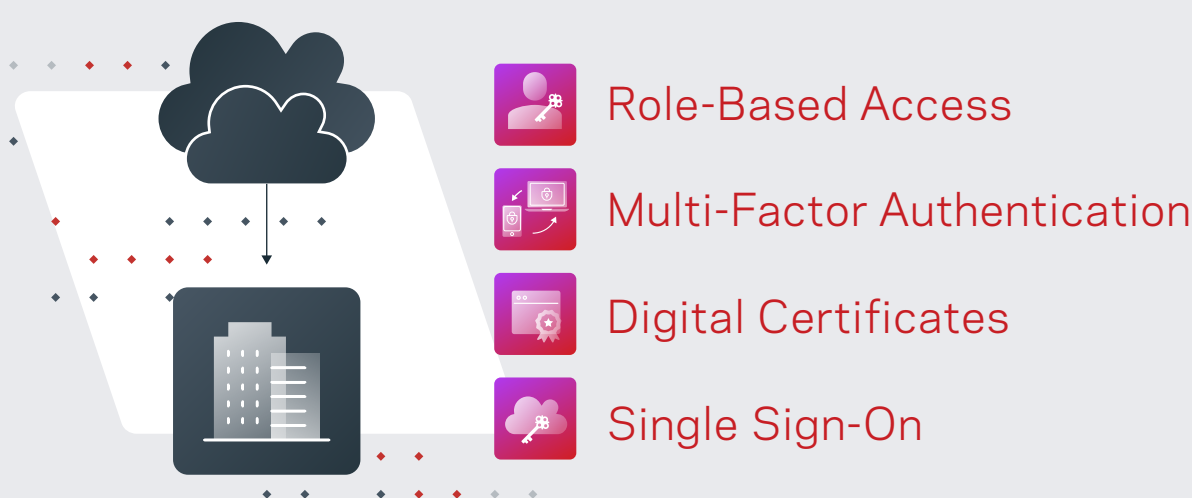 Role-Based Access
Multi-Factor Authentication
Digital Certificates
Single Sign-On